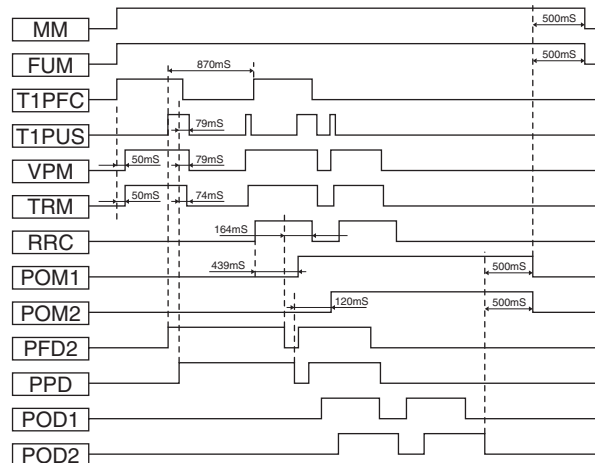 MM
500mS
FUM
500mS
870mS
T1PFC
T1PUS
79mS
VPM
50mS
79mS
TRM
50mS
74mS
RRC
164mS
POM1
439mS
500mS
POM2
120mS
500mS
PFD2
PPD
POD1
POD2